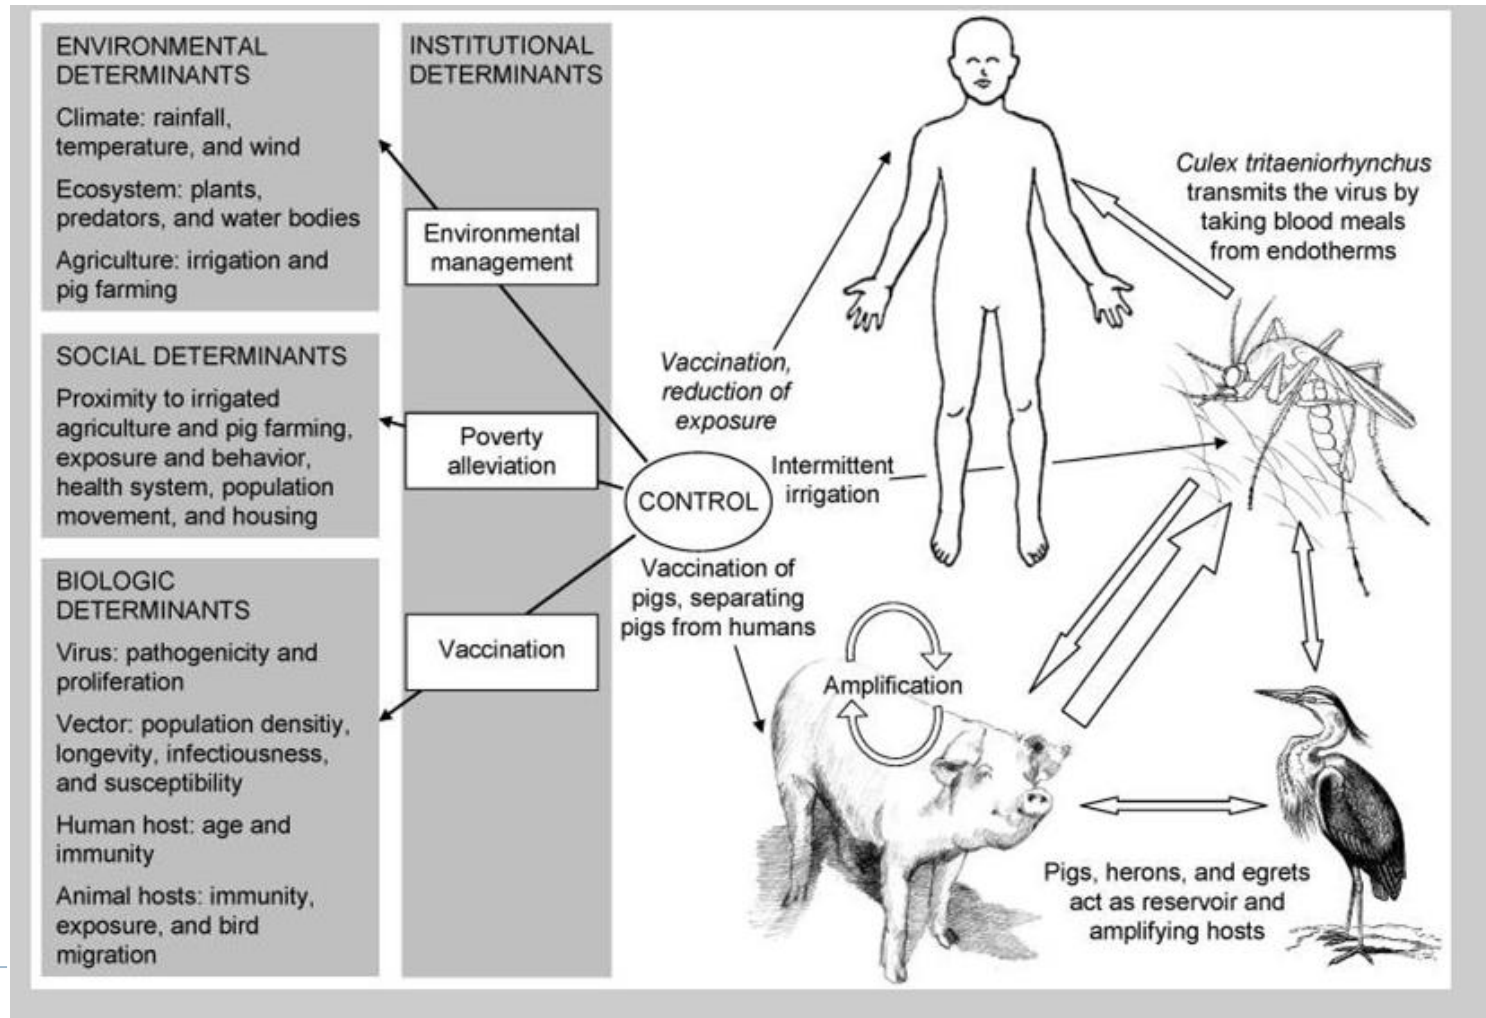 ENVIRONMENTAL
DETERMINANTS
Climate: rainfall,
temperature, and wind
Ecosystem: plants,
predators, and water bodies
Agriculture: irrigation and
pig farming
SOCIAL DETERMINANTS
Proximity to irrigated
agriculture and pig farming,
exposure and behavior,
health system, population
movement, and housing
BIOLOGIC
DETERMINANTS
Virus: pathogenicity and
proliferation
Vector: population densitiy,
longevity, infectiousness,
and susceptibility
Human host: age and
immunity
Animal hosts: immunity,
exposure, and bird
migration
INSTITUTIONAL
DETERMINANTS
Environmental
management
Poverty
alleviation
Vaccination
CONTROL
Vaccination,
reduction of
exposure
Intermittent
irrigation
Vaccination of
pigs, separating
pigs from humans
Amplification
Culex tritaeniorhynchus
transmits the virus by
taking blood meals
from endotherms
Pigs, herons, and egrets
act as reservoir and
amplifying hosts